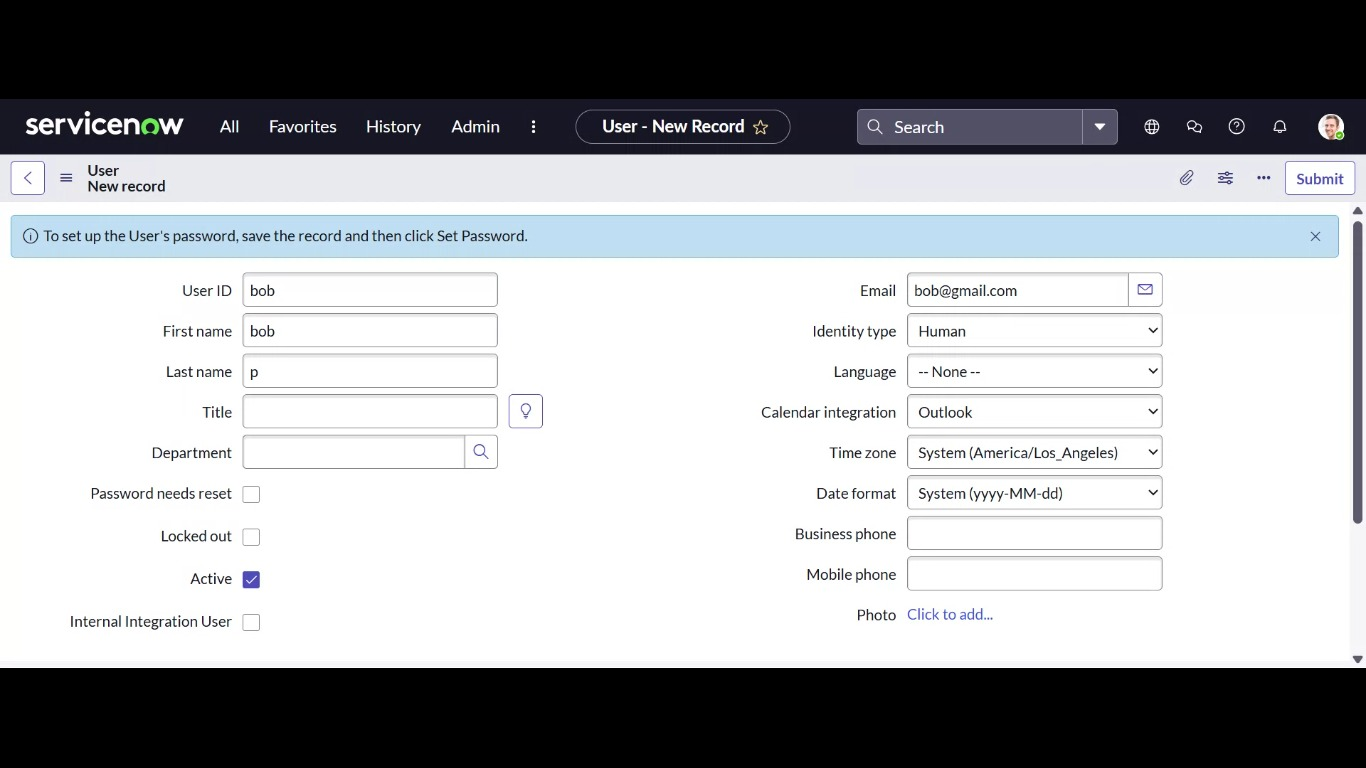 servicenow All Favorites History Admin User - New Record Search
User
New record
Submit
To set up the User's password, save the record and then click Set Password.
User ID bob
First name bob
Last name p
Title
Department
Password needs reset
Locked out
Active
Internal Integration User
Email bob@gmail.com
Identity type Human
Language -- None --
Calendar integration Outlook
Time zone System (America/Los_Angeles)
Date format System (yyyy-MM-dd)
Business phone
Mobile phone
Photo Click to add...